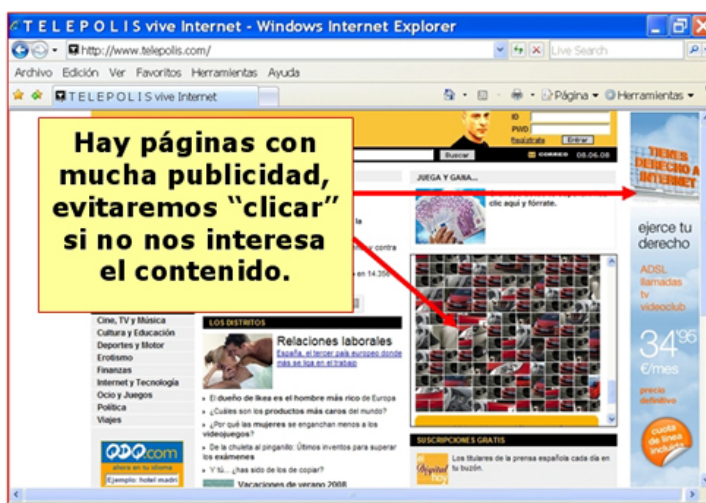 TELEPOLIS vive Internet - Windows Internet Explorer
http://www.telepolis.com/
Live Search
Archivo Edición Ver Favoritos Herramientas Ayuda
TELEPOLIS vive Internet
Página
Herramientas
Hay páginas con
mucha publicidad,
evitaremos “clicar”
si no nos interesa
el contenido.
ID
PWD
Regístrate
Entrar
Buscar
CORREO 08.06.08
JUEGA Y GANA...
clic aquí y fórrate.
TIENES
DERECHO A
INTERNET
ejerce tu
derecho
ADSL
llamadas
tv
videoclub
34'95
€/mes
precio
definitivo
cuota
de línea
incluida
Cine, TV y Música
Cultura y Educación
Deportes y Motor
Erotismo
Finanzas
Internet y Tecnología
Ocio y Juegos
Política
Viajes
QDQ.com
ahora en tu idioma
Ejemplo: hotel madri
LOS DISTRITOS
Relaciones laborales
España, el tercer país europeo donde
más se liga en el trabajo
El dueño de Ikea es el hombre más rico de Europa
¿Cuáles son los productos más caros del mundo?
¿Por qué las mujeres se enganchan menos a los
videojuegos?
De la chuleta al pinganillo: Últimos inventos para superar
los exámenes
Y tú... ¿has sido de los de copiar?
Vacaciones de verano 2008
SUSCRIPCIONES GRATIS
Los titulares de la prensa española cada día en
tu buzón.